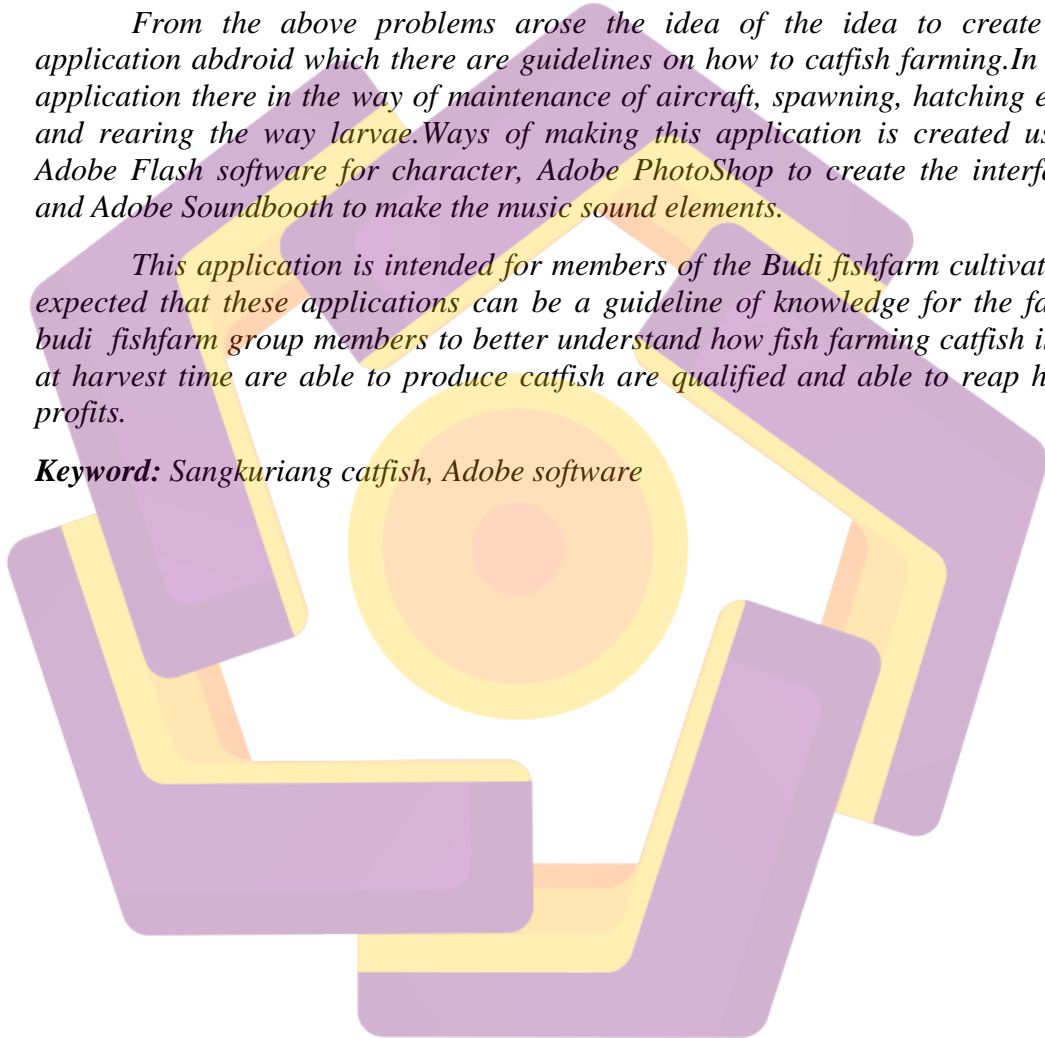 From the above problems arose the idea of the idea to create
application abdroid which there are guidelines on how to catfish farming.In
application there in the way of maintenance of aircraft, spawning, hatching
and rearing the way larvae.Ways of making this application is created
Adobe Flash software for character, Adobe PhotoShop to create the
and Adobe Soundbooth to make the music sound elements.
This application is intended for members of the Budi fishfarm
expected that these applications can be a guideline of knowledge for the
budi fishfarm group members to better understand how fish farming catfish
at harvest time are able to produce catfish are qualified and able to reap
profits.
Keyword: Sangkuriang catfish, Adobe software